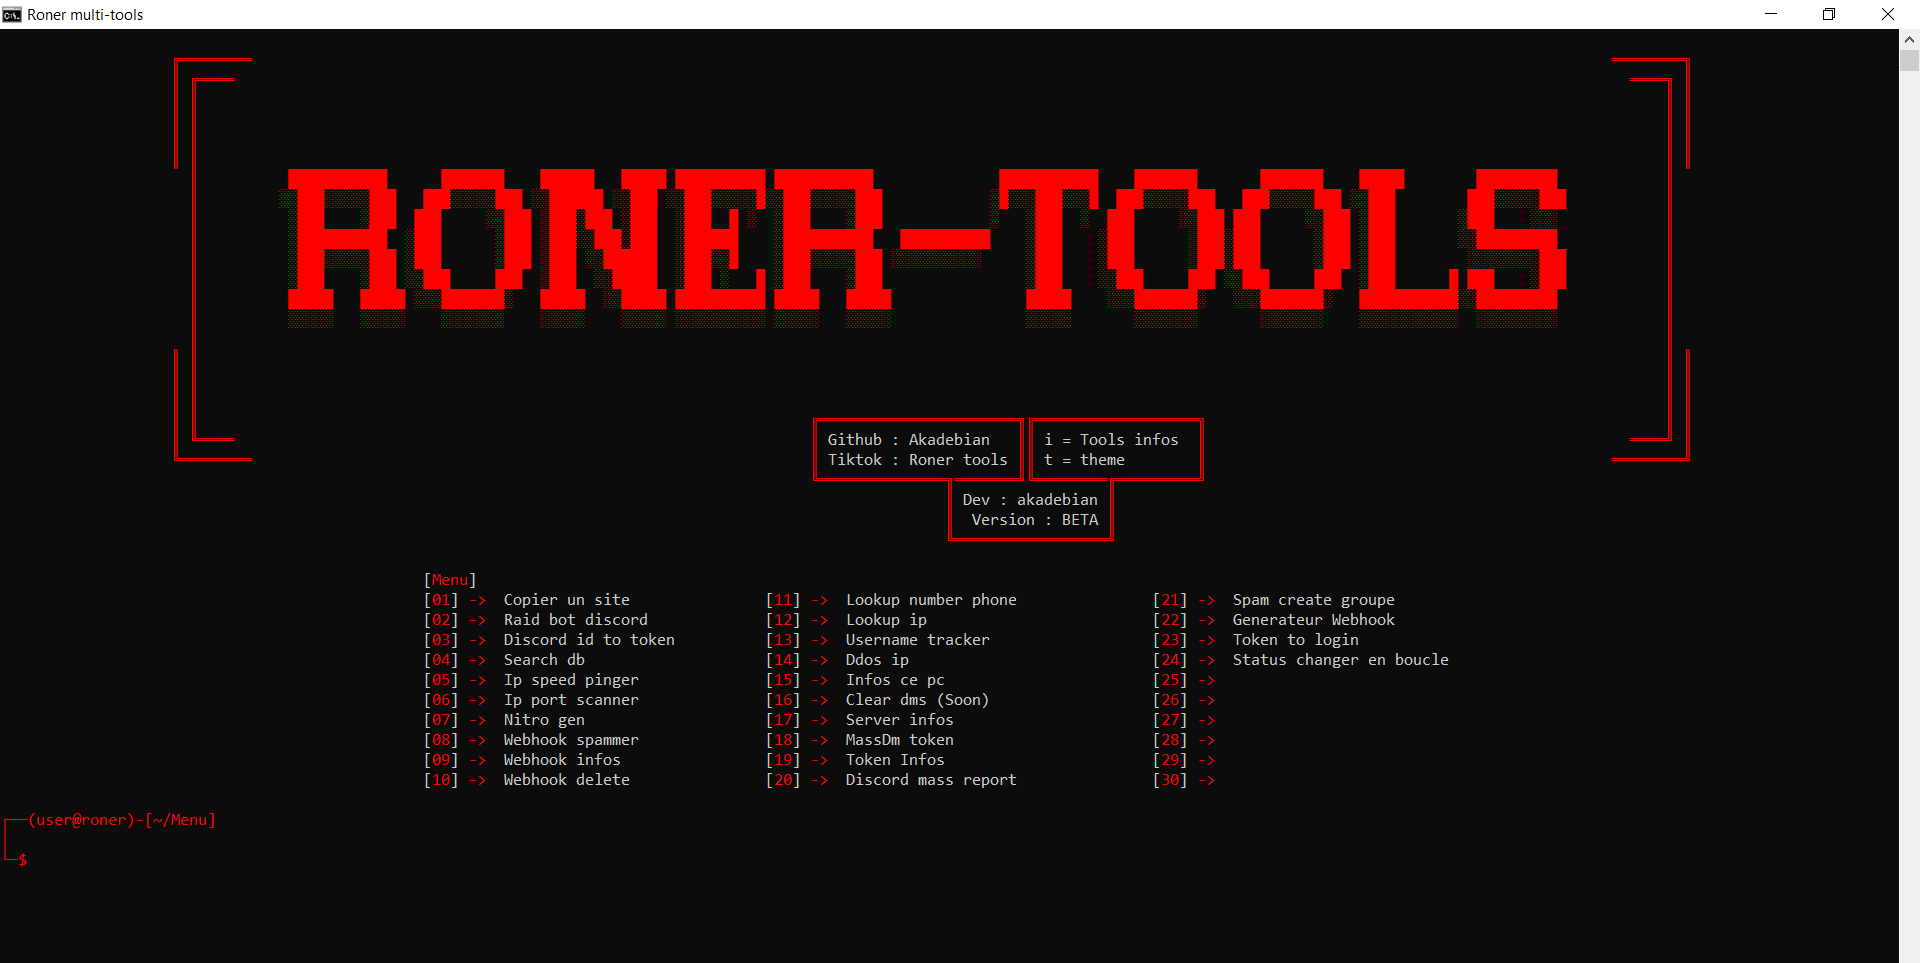 Roner multi-tools
RONER-TOOLS
Github : Akadebian
Tiktok : Roner tools
i = Tools infos
t = theme
Dev : akadebian
Version : BETA
[Menu]
[01] -> Copier un site [11] -> Lookup number phone [21] -> Spam create groupe
[02] -> Raid bot discord [12] -> Lookup ip [22] -> Generateur Webhook
[03] -> Discord id to token [13] -> Username tracker [23] -> Token to login
[04] -> Search db [14] -> Ddos ip [24] -> Status changer en boucle
[05] -> Ip speed pinger [15] -> Infos ce pc [25] ->
[06] -> Ip port scanner [16] -> Clear dms (Soon) [26] ->
[07] -> Nitro gen [17] -> Server infos [27] ->
[08] -> Webhook spammer [18] -> MassDm token [28] ->
[09] -> Webhook infos [19] -> Token Infos [29] ->
[10] -> Webhook delete [20] -> Discord mass report [30] ->
(user@roner)-[~/Menu]
$